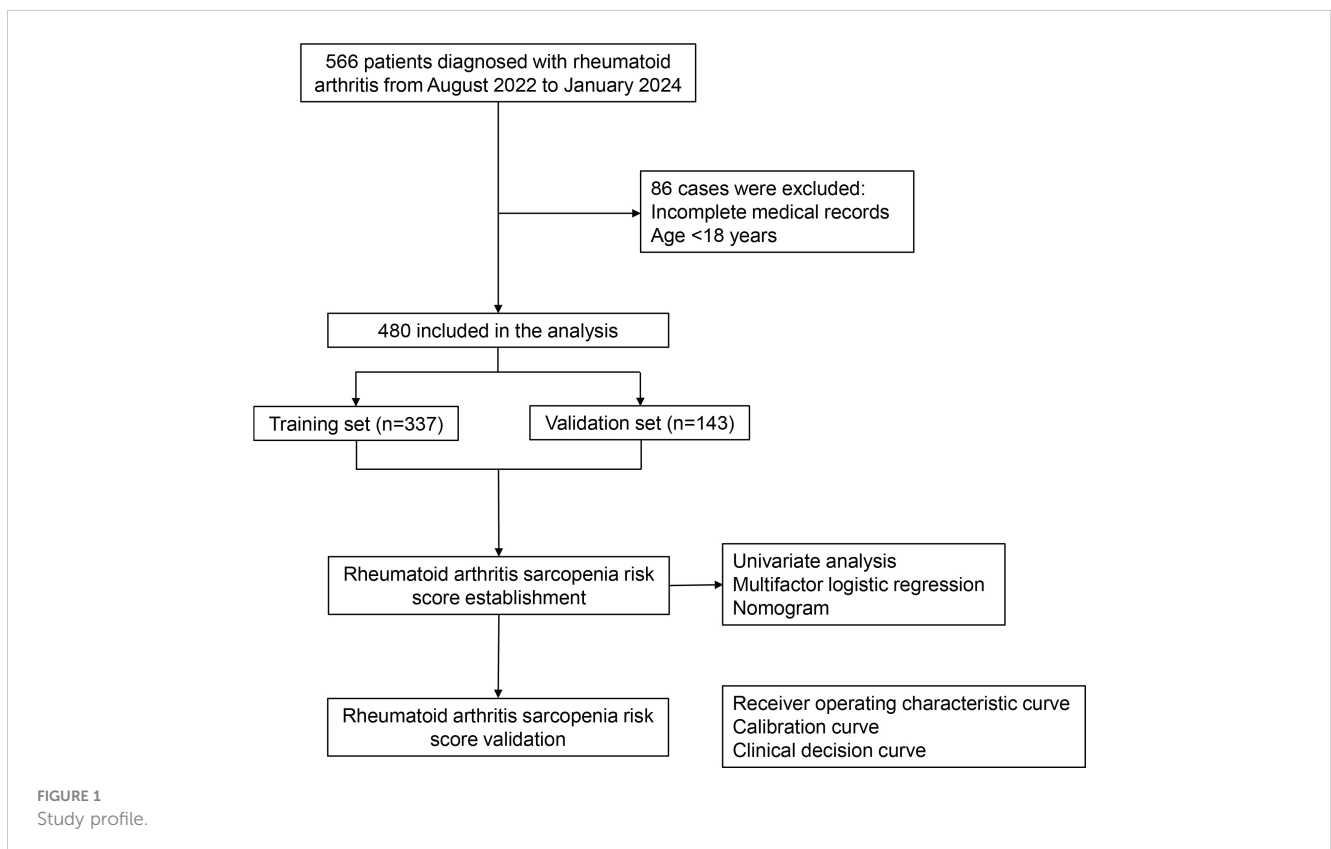 566 patients diagnosed with rheumatoid
arthritis from August 2022 to January 2024
86 cases were excluded:
Incomplete medical records
Age <18 years
480 included in the analysis
Training set (n=337)
Validation set (n=143)
Rheumatoid arthritis sarcopenia risk
score establishment
Univariate analysis
Multifactor logistic regression
Nomogram
Rheumatoid arthritis sarcopenia risk
score validation
Receiver operating characteristic curve
Calibration curve
Clinical decision curve
FIGURE 1
Study profile.